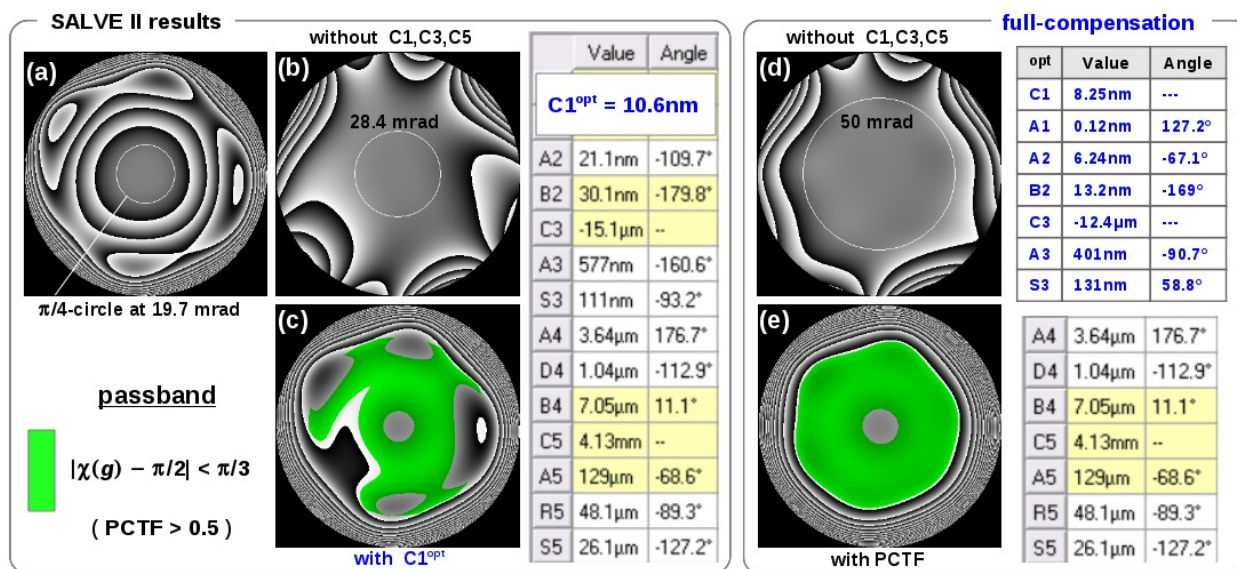 SALVE II results
(a)
π/4-circle at 19.7 mrad
passband
|χ(g) − π/2| < π/3
( PCTF > 0.5 )
without C1,C3,C5
(b)
28.4 mrad
(c)
with C1opt
Value Angle
C1opt = 10.6nm
A2 21.1nm -109.7°
B2 30.1nm -179.8°
C3 -15.1µm --
A3 577nm -160.6°
S3 111nm -93.2°
A4 3.64µm 176.7°
D4 1.04µm -112.9°
B4 7.05µm 11.1°
C5 4.13mm --
A5 129µm -68.6°
R5 48.1µm -89.3°
S5 26.1µm -127.2°
full-compensation
without C1,C3,C5
(d)
50 mrad
(e)
with PCTF
opt Value Angle
C1 8.25nm ---
A1 0.12nm 127.2°
A2 6.24nm -67.1°
B2 13.2nm -169°
C3 -12.4µm ---
A3 401nm -90.7°
S3 131nm 58.8°
A4 3.64µm 176.7°
D4 1.04µm -112.9°
B4 7.05µm 11.1°
C5 4.13mm --
A5 129µm -68.6°
R5 48.1µm -89.3°
S5 26.1µm -127.2°